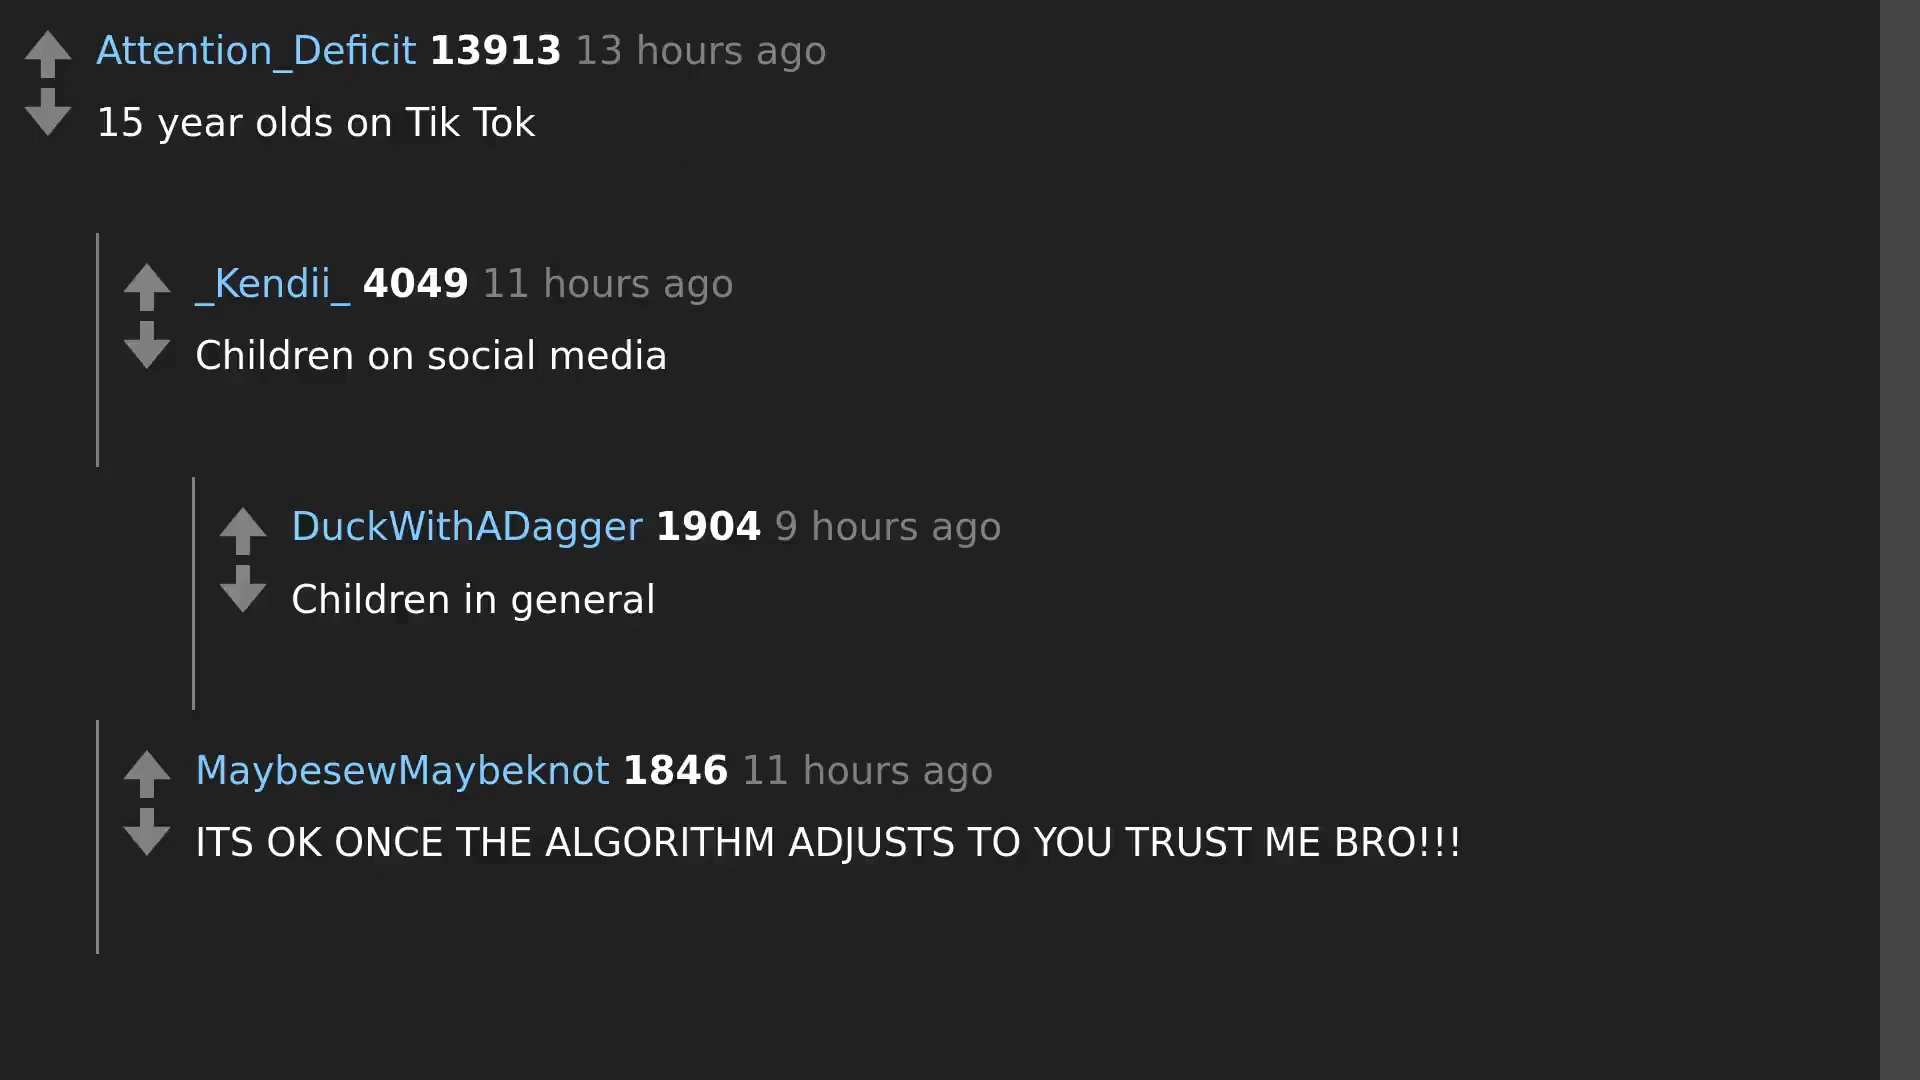 Attention_Deficit 13913 13 hours ago
15 year olds on Tik Tok
_Kendii_ 4049 11 hours ago
Children on social media
DuckWithADagger 1904 9 hours ago
Children in general
MaybesewMaybeknot 1846 11 hours ago
ITS OK ONCE THE ALGORITHM ADJUSTS TO YOU TRUST ME BRO!!!